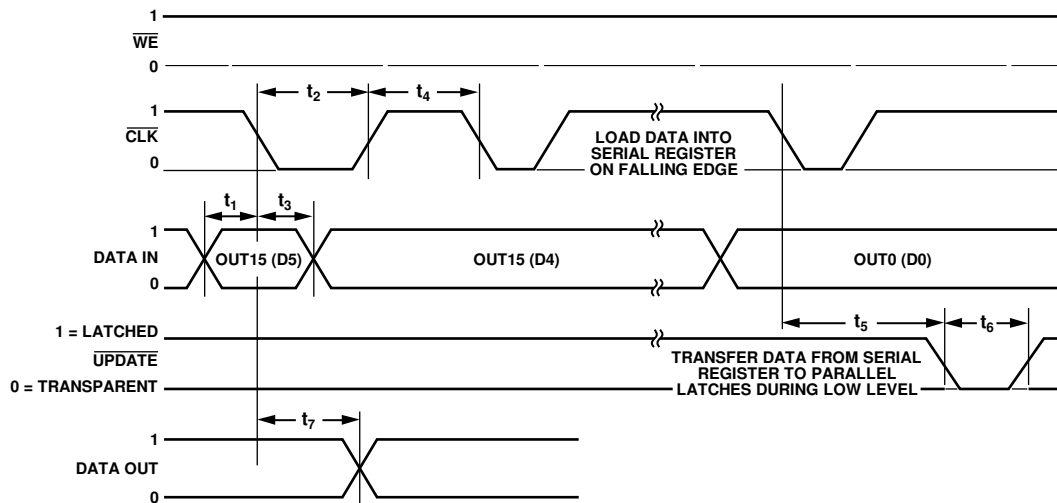 1
WE
0
t2
t4
1
CLK
0
LOAD DATA INTO
SERIAL REGISTER
ON FALLING EDGE
t1
t3
1
DATA IN
0
OUT15 (D5)
OUT15 (D4)
OUT0 (D0)
t5
t6
1 = LATCHED
UPDATE
0 = TRANSPARENT
TRANSFER DATA FROM SERIAL
REGISTER TO PARALLEL
LATCHES DURING LOW LEVEL
t7
1
DATA OUT
0